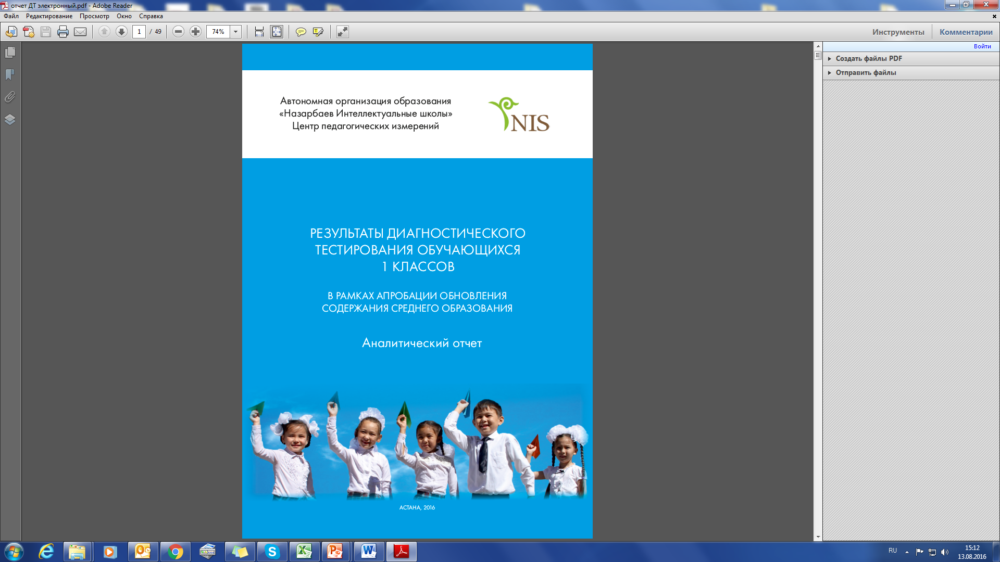 отчет ДТ электронный.pdf - Adobe Reader
Файл Редактирование Просмотр Окно Справка
1 / 49 74% Инструменты Комментарии
Войти
Создать файлы PDF
Отправить файлы
Автономная организация образования
«Назарбаев Интеллектуальные школы»
Центр педагогических измерений
NIS
РЕЗУЛЬТАТЫ ДИАГНОСТИЧЕСКОГО
ТЕСТИРОВАНИЯ ОБУЧАЮЩИХСЯ
1 КЛАССОВ
В РАМКАХ АПРОБАЦИИ ОБНОВЛЕНИЯ
СОДЕРЖАНИЯ СРЕДНЕГО ОБРАЗОВАНИЯ
Аналитический отчет
АСТАНА, 2016
RU
15:12
13.08.2016